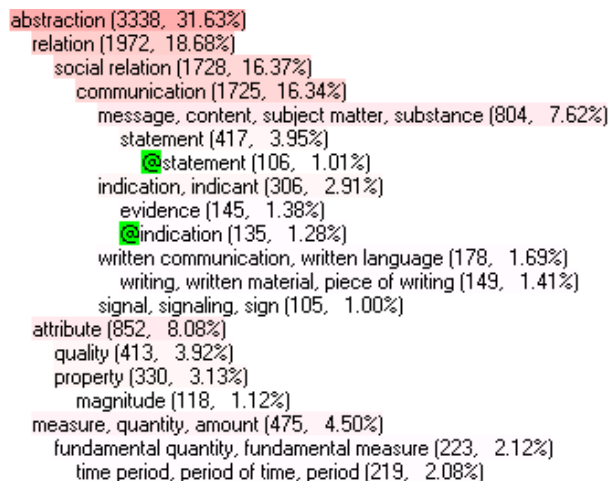 abstraction (3338, 31.63%)
relation (1972, 18.68%)
social relation (1728, 16.37%)
communication (1725, 16.34%)
message, content, subject matter, substance (804, 7.62%)
statement (417, 3.95%)
@statement (106, 1.01%)
indication, indicant (306, 2.91%)
evidence (145, 1.38%)
@indication (135, 1.28%)
written communication, written language (178, 1.69%)
writing, written material, piece of writing (149, 1.41%)
signal, signaling, sign (105, 1.00%)
attribute (852, 8.08%)
quality (413, 3.92%)
property (330, 3.13%)
magnitude (118, 1.12%)
measure, quantity, amount (475, 4.50%)
fundamental quantity, fundamental measure (223, 2.12%)
time period, period of time, period (219, 2.08%)